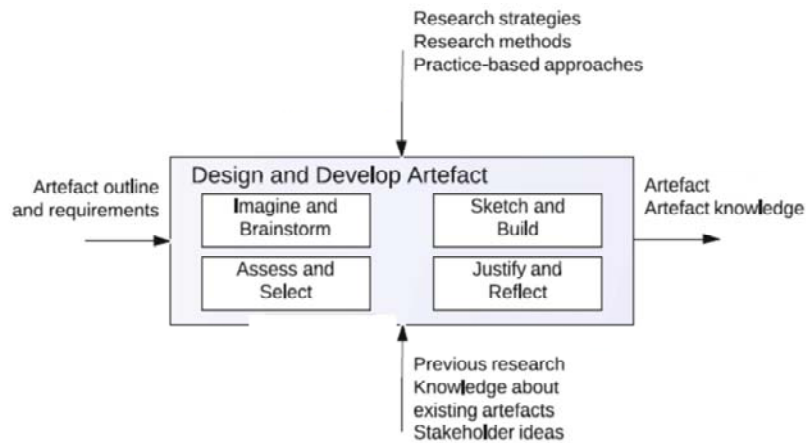 Research strategies
Research methods
Practice-based approaches
Design and Develop Artefact
Artefact outline
and requirements
Imagine and
Brainstorm
Sketch and
Build
Assess and
Select
Justify and
Reflect
Artefact
Artefact knowledge
Previous research
Knowledge about
existing artefacts
Stakeholder ideas